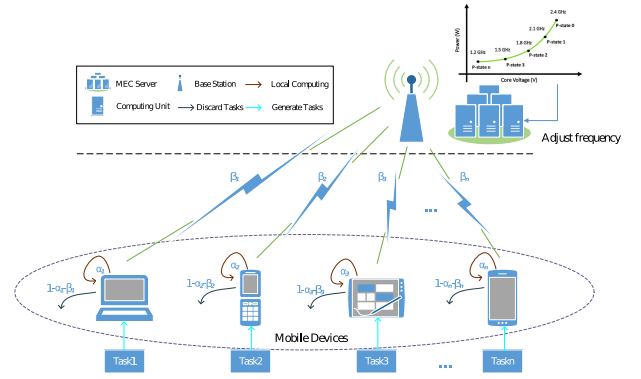 2.4 GHz
P-state 0
2.1 GHz
P-state 1
1.8 GHz
P-state 2
1.5 GHz
P-state 3
1.2 GHz
P-state n
Power (W)
Core Voltage (V)
MEC Server
Base Station
Local Computing
Computing Unit
Discard Tasks
Generate Tasks
Adjust frequency
β₁
β₂
β₃
...
βₙ
α₁
1-α₁-β₁
α₂
1-α₂-β₂
α₃
1-α₃-β₃
αₙ
1-αₙ-βₙ
Mobile Devices
Task1
Task2
Task3
...
Taskn